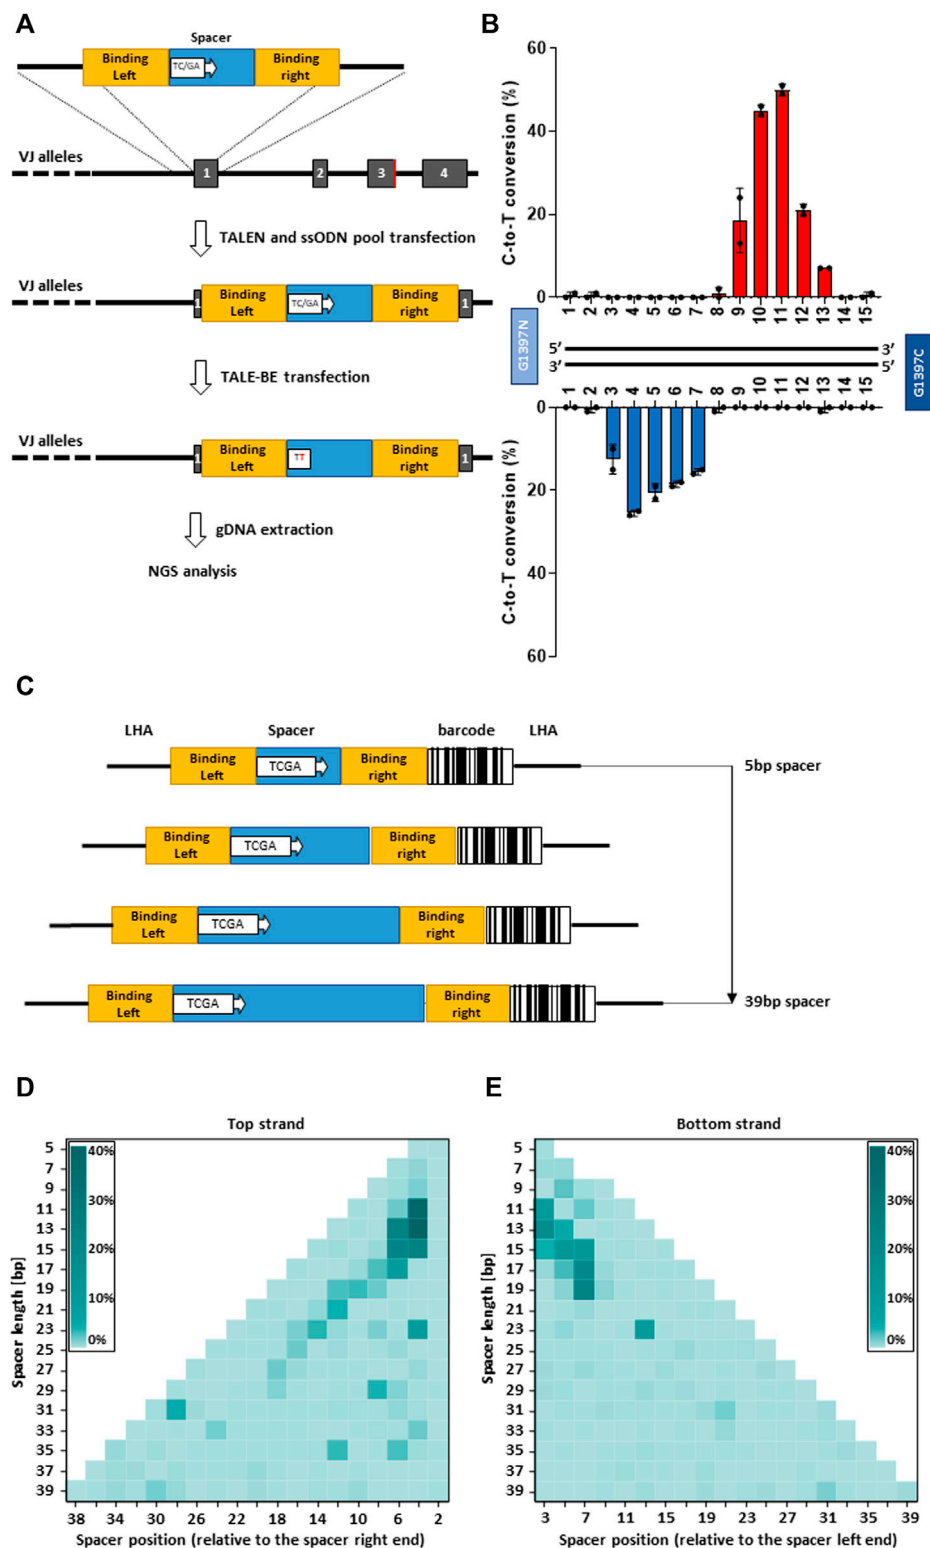 A
Spacer
Binding Left
TC/GA
Binding right
VJ alleles
1
2
3
4
TALEN and ssODN pool transfection
VJ alleles
1
Binding Left
TC/GA
Binding right
1
TALE-BE transfection
VJ alleles
1
Binding Left
TT
Binding right
1
gDNA extraction
NGS analysis
B
C-to-T conversion (%)
60
40
20
0
1 2 3 4 5 6 7 8 9 10 11 12 13 14 15
G1397N
5′ 3′
3′ 5′
G1397C
1 2 3 4 5 6 7 8 9 10 11 12 13 14 15
C-to-T conversion (%)
0
20
40
60
C
LHA Spacer barcode LHA
Binding Left
TCGA
Binding right
5bp spacer
Binding Left
TCGA
Binding right
Binding Left
TCGA
Binding right
Binding Left
TCGA
Binding right
39bp spacer
D
Top strand
40%
30%
20%
10%
0%
Spacer length [bp]
5
7
9
11
13
15
17
19
21
23
25
27
29
31
33
35
37
39
38 34 30 26 22 18 14 10 6 2
Spacer position (relative to the spacer right end)
E
Bottom strand
40%
30%
20%
10%
0%
Spacer length [bp]
5
7
9
11
13
15
17
19
21
23
25
27
29
31
33
35
37
39
3 7 11 15 19 23 27 31 35 39
Spacer position (relative to the spacer left end)